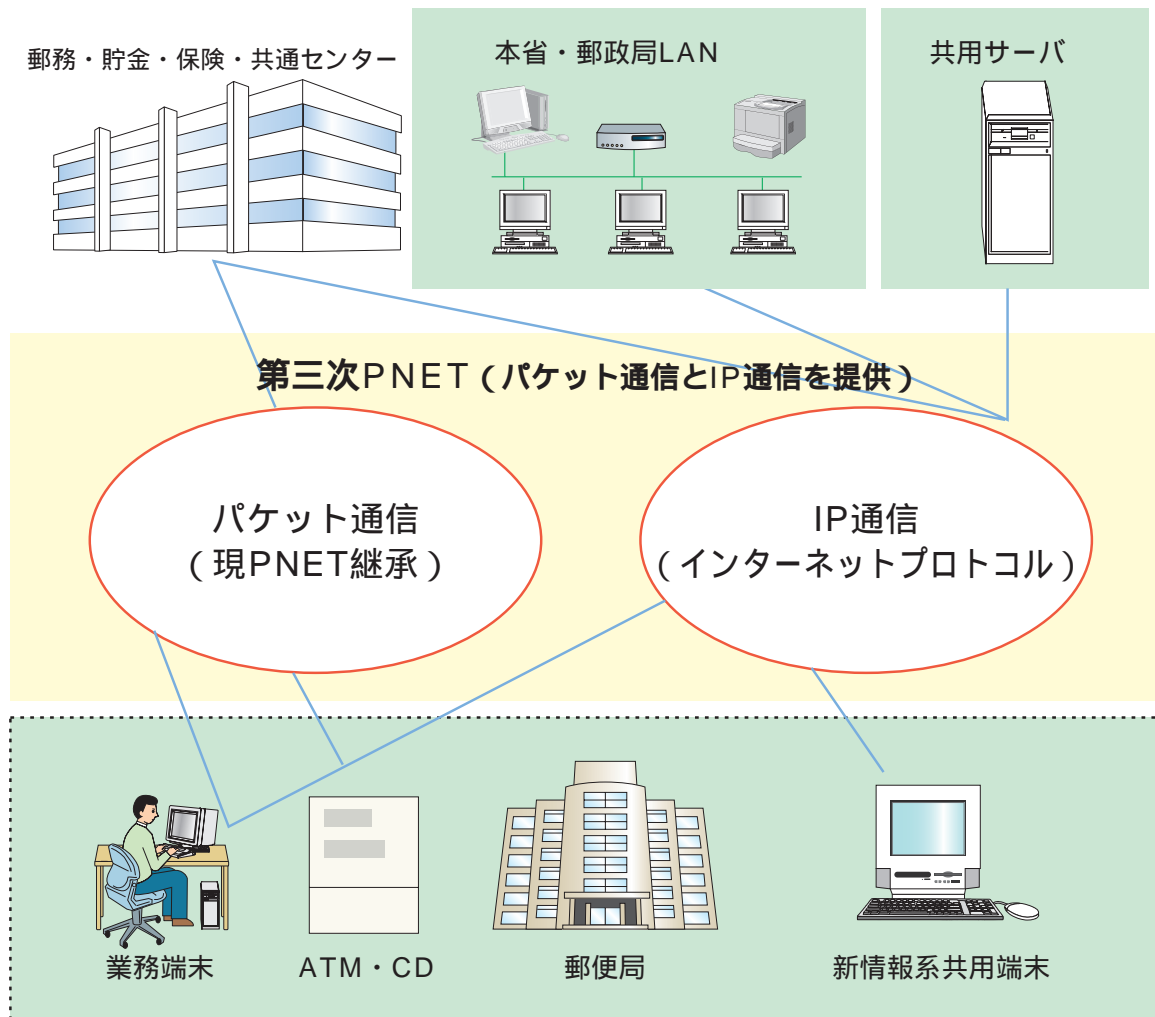 郵務・貯金・保険・共通センター
本省・郵政局LAN
共用サーバ
第三次PNET（パケット通信とIP通信を提供）
パケット通信
（現PNET継承）
IP通信
（インターネットプロトコル）
業務端末
ATM・CD
郵便局
新情報系共用端末